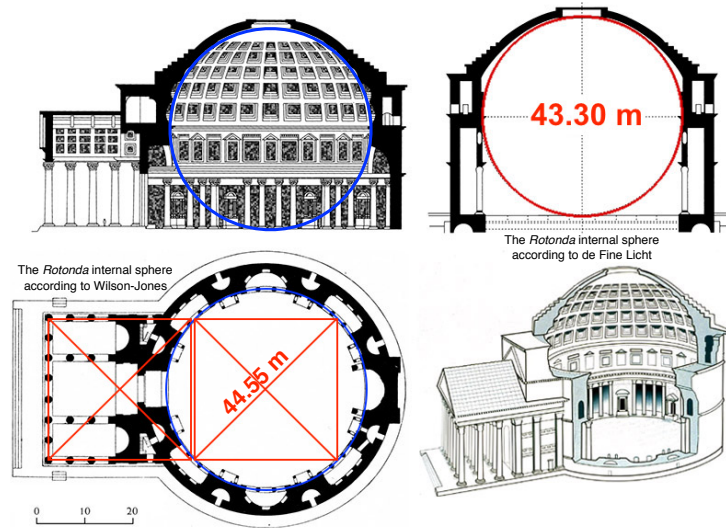 43.30 m
The Rotonda internal sphere
according to de Fine Licht
The Rotonda internal sphere
according to Wilson-Jones
44.55 m
0 10 20